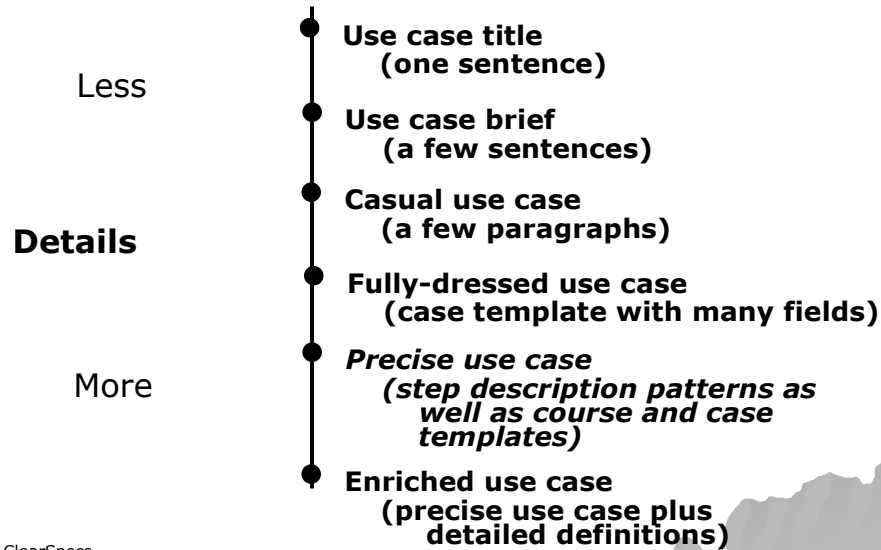 Less
Details
More
Use case title
(one sentence)
Use case brief
(a few sentences)
Casual use case
(a few paragraphs)
Fully-dressed use case
(case template with many fields)
Precise use case
(step description patterns as
well as course and case
templates)
Enriched use case
(precise use case plus
detailed definitions)
ClearSpecs